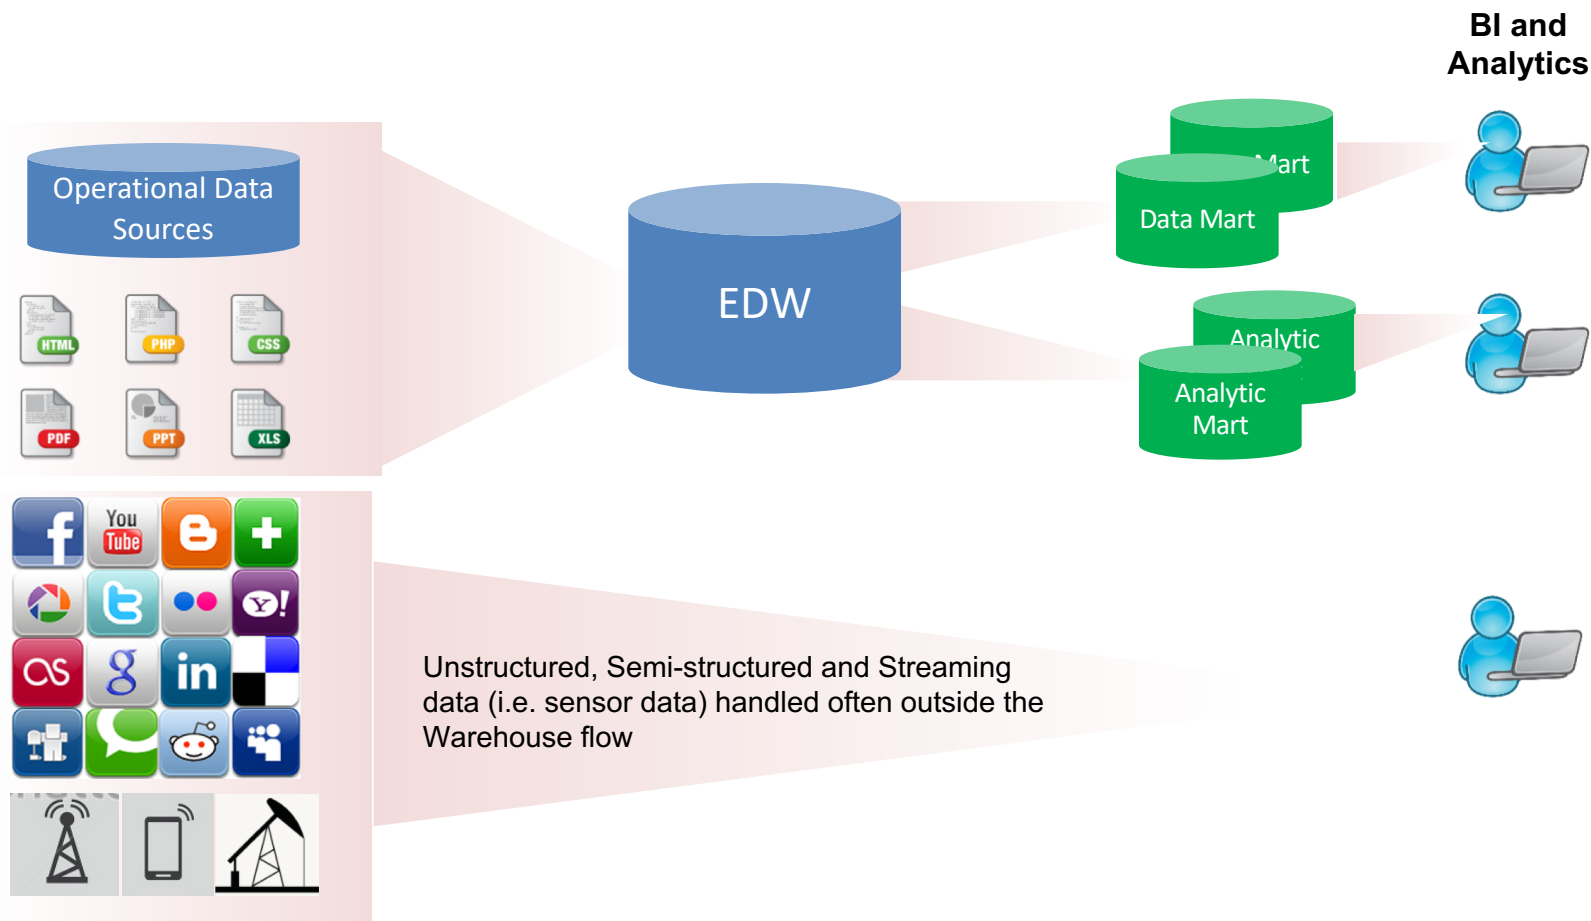 BI and
Analytics
Operational Data
Sources
HTML
PHP
CSS
PDF
PPT
XLS
EDW
Mart
Data Mart
Analytic
Analytic
Mart
You
Tube
Y!
g
in
Unstructured, Semi-structured and Streaming
data (i.e. sensor data) handled often outside the
Warehouse flow